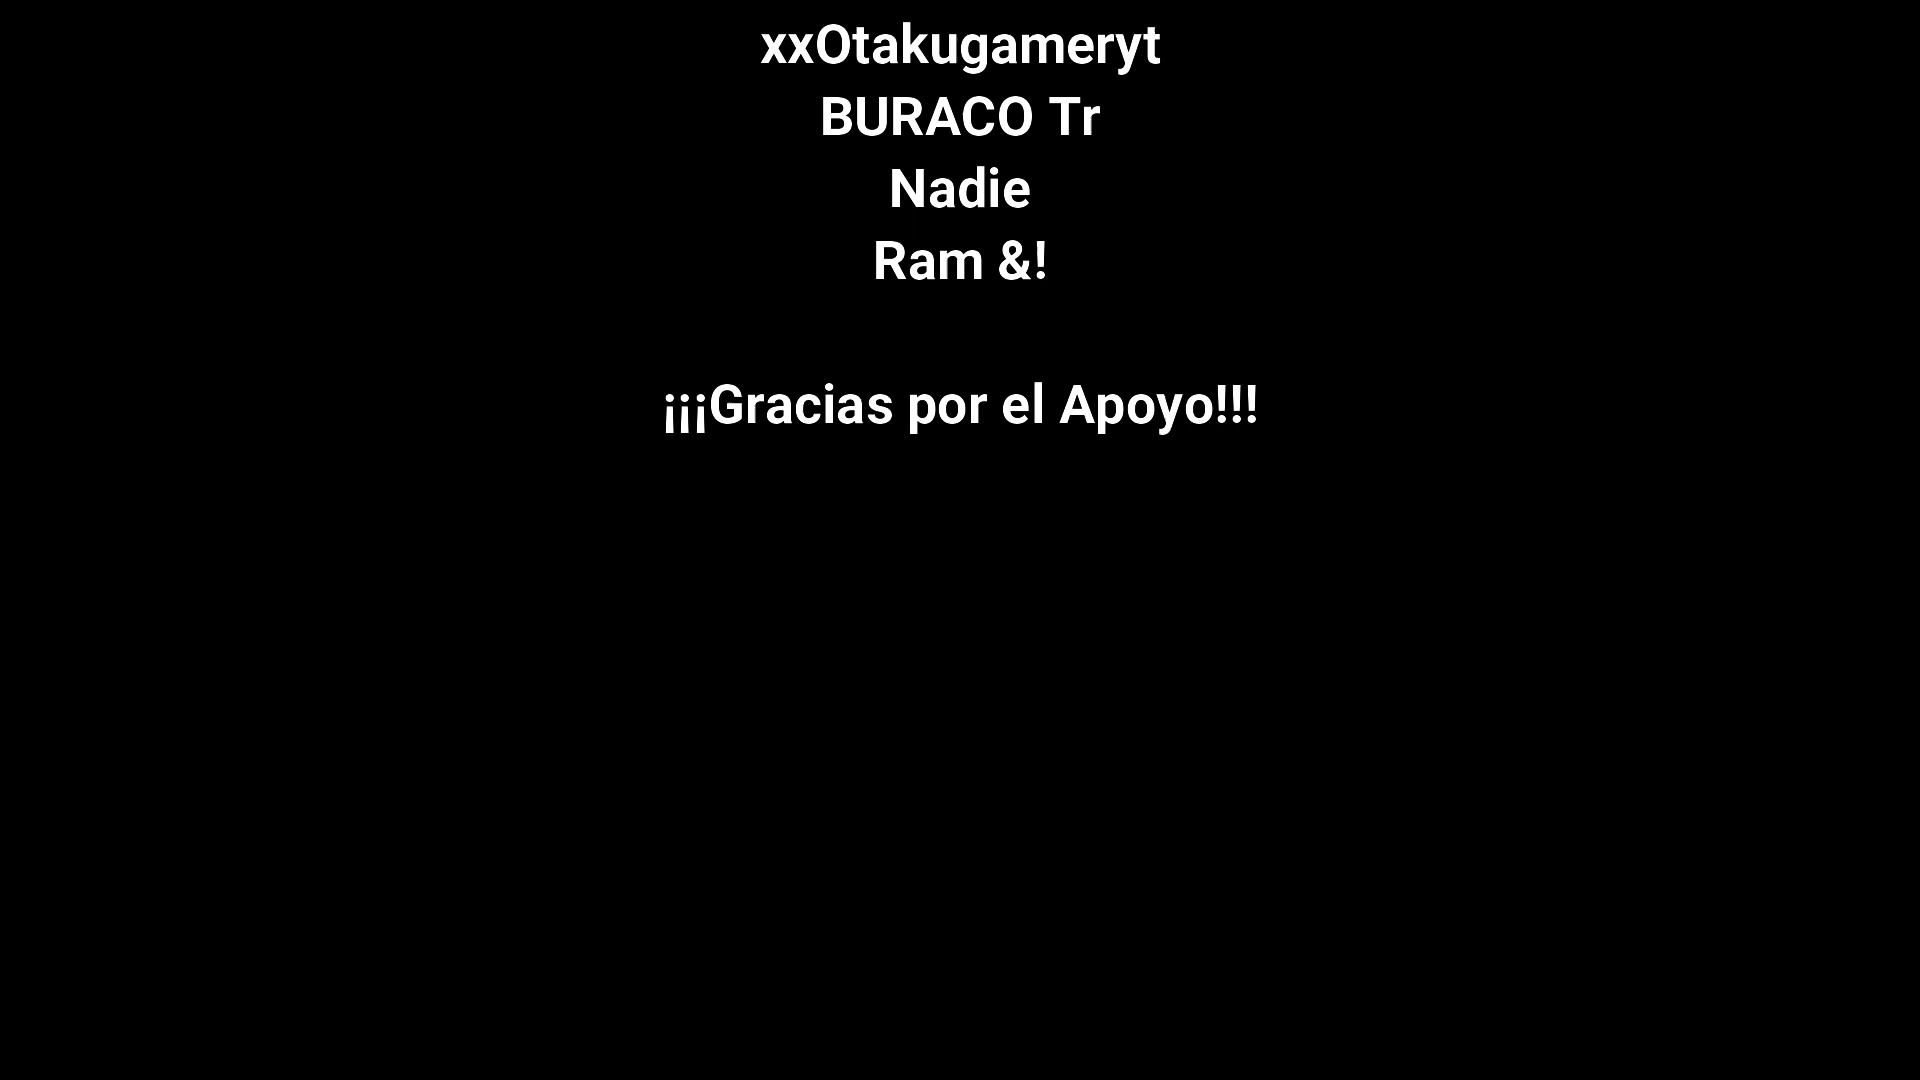 xxOtakugameryt
BURACO Tr
Nadie
Ram &!
¡¡¡Gracias por el Apoyo!!!